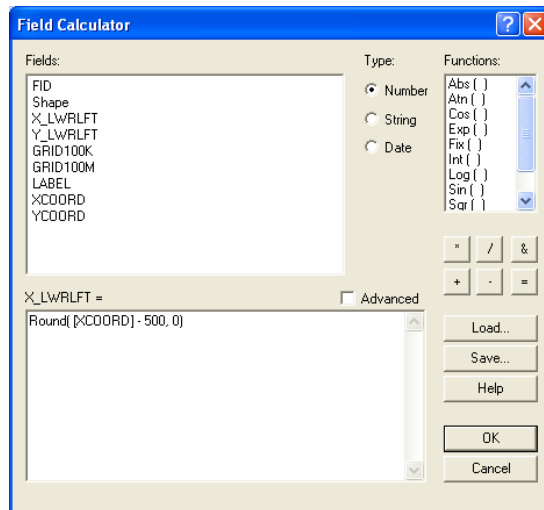 Field Calculator
Fields:
FID
Shape
X_LWRLFT
Y_LWRLFT
GRID100K
GRID100M
LABEL
XCOORD
YCOORD
Type:
Number
String
Date
Functions:
Abs ( )
Atn ( )
Cos ( )
Exp ( )
Fix ( )
Int ( )
Log ( )
Sin ( )
Sqr ( )
* / &
+ - =
X_LWRLFT =
Advanced
Round( [XCOORD] - 500, 0)
Load...
Save...
Help
OK
Cancel